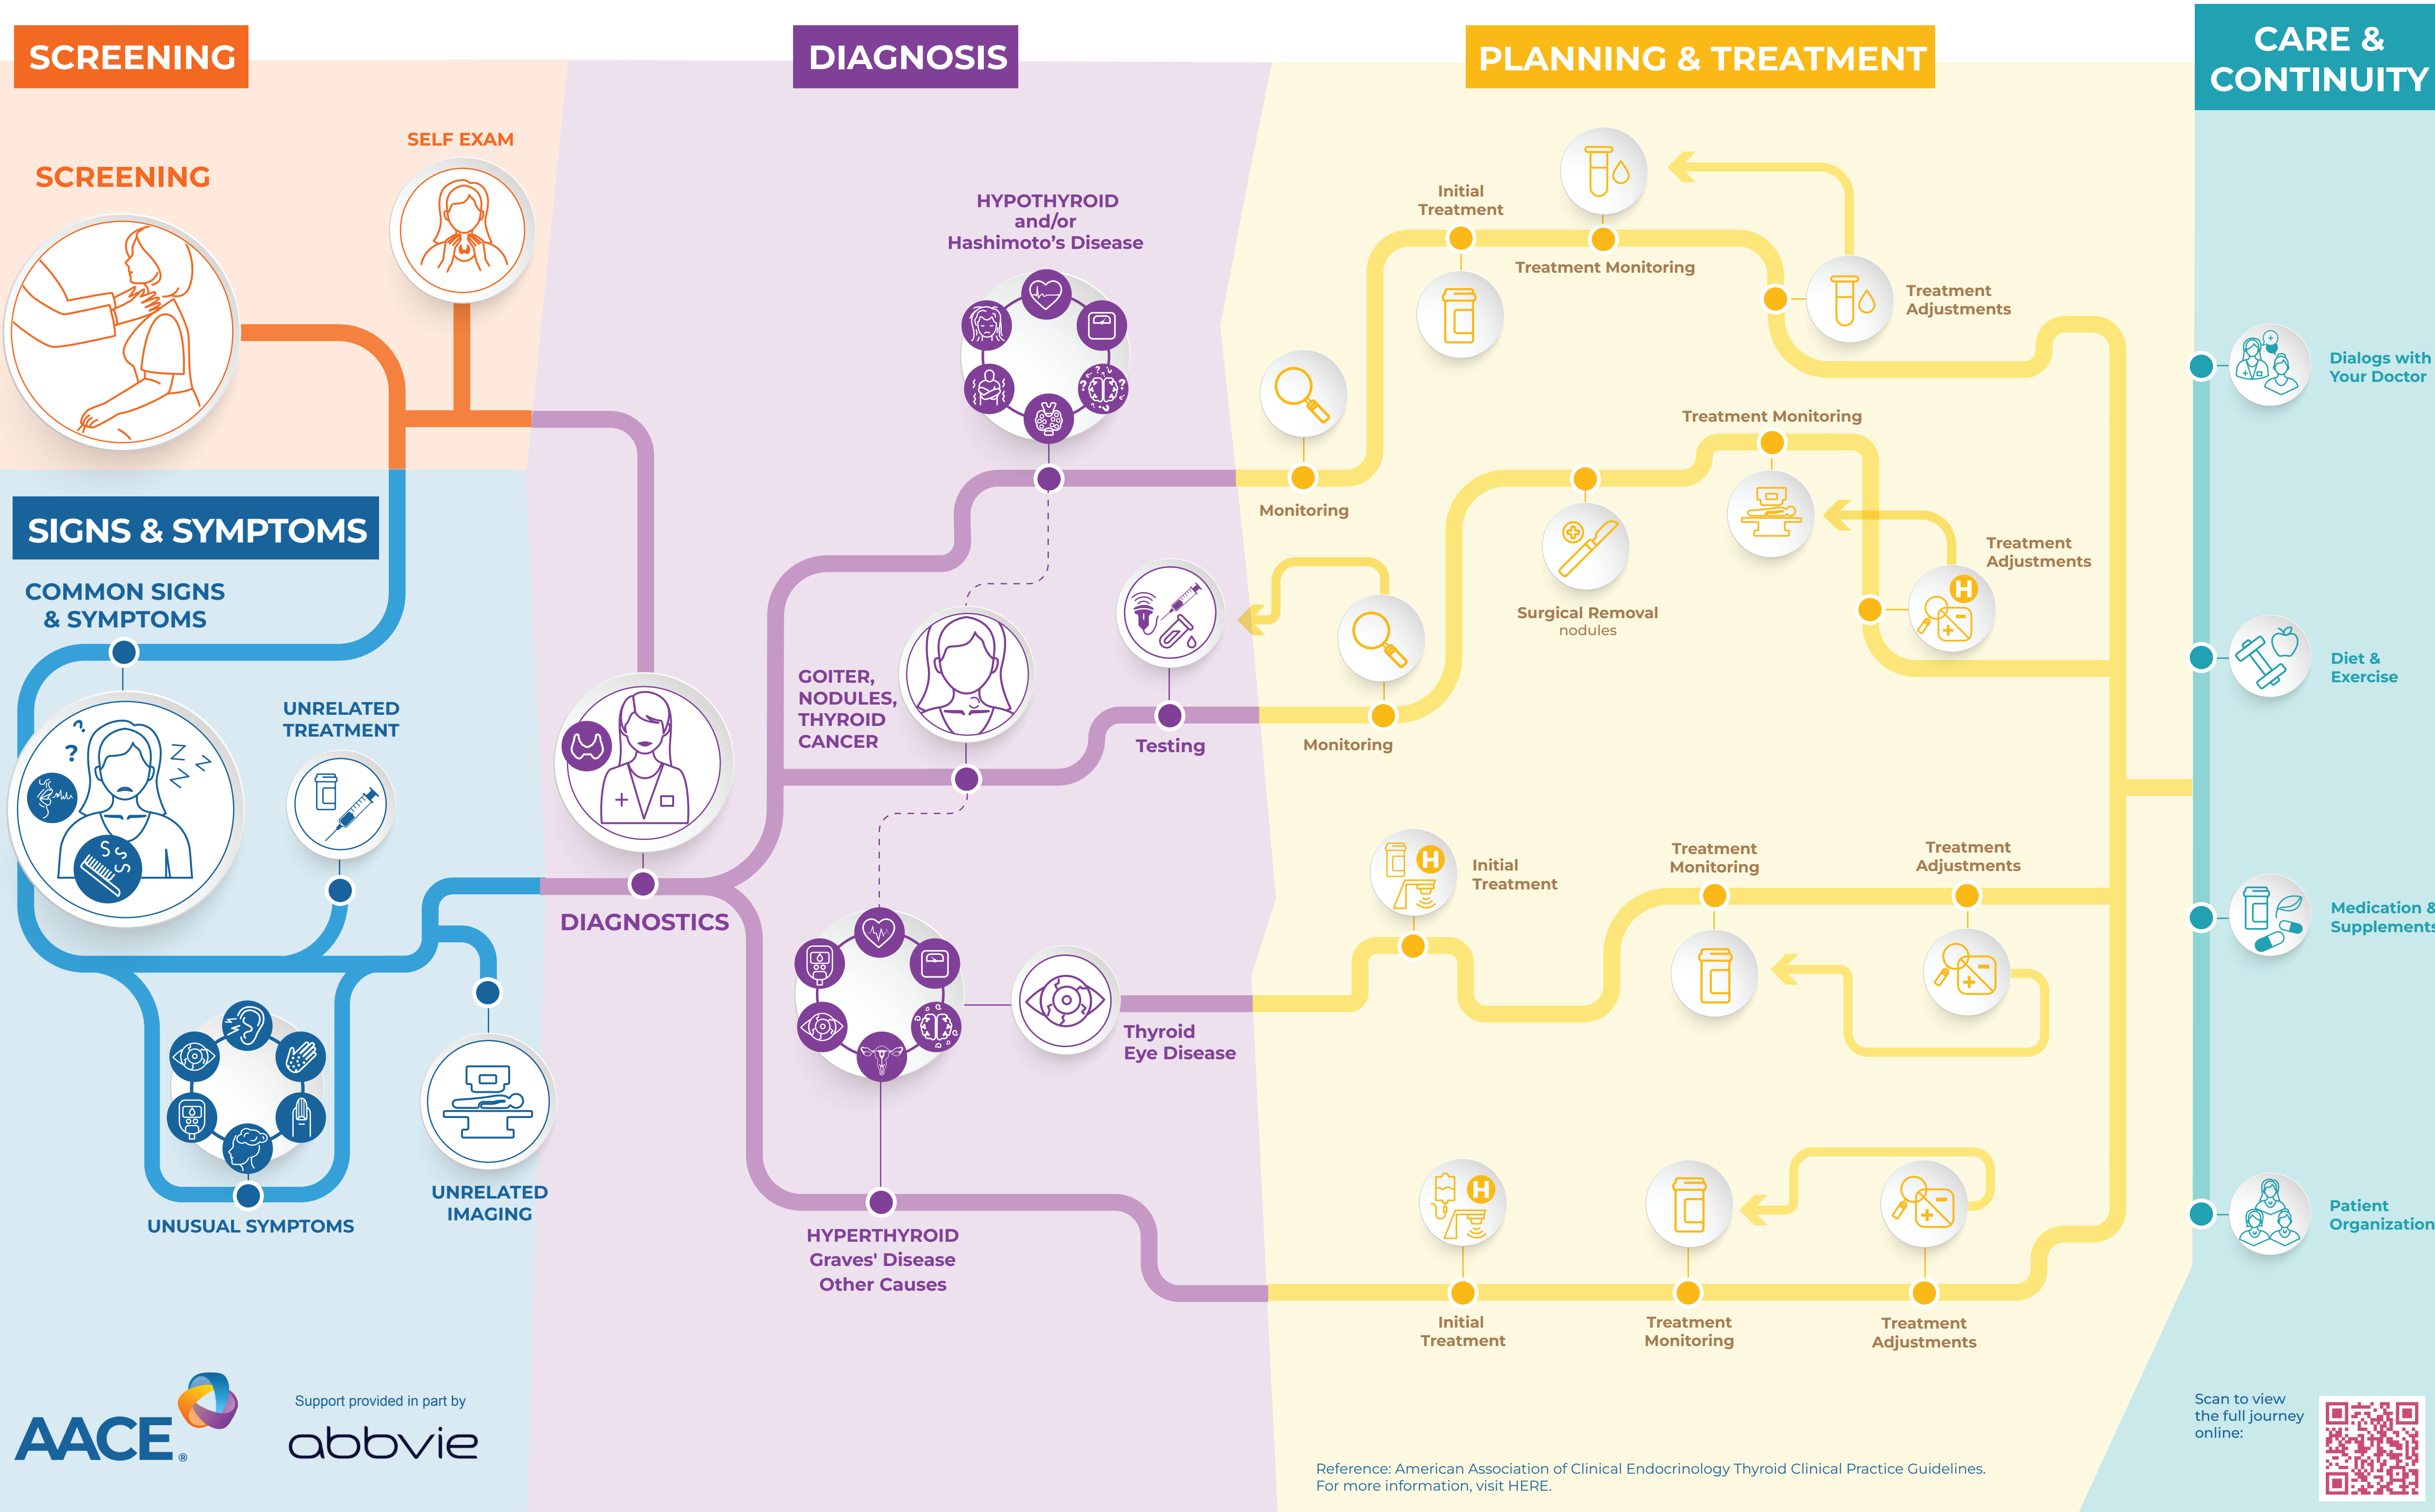 SCREENING
SCREENING
SELF EXAM
SIGNS & SYMPTOMS
COMMON SIGNS
& SYMPTOMS
?
?
Z
Z
Z
S
S
S
UNRELATED
TREATMENT
UNUSUAL SYMPTOMS
UNRELATED
IMAGING
AACE®
Support provided in part by
abbvie
DIAGNOSIS
DIAGNOSTICS
HYPOTHYROID
and/or
Hashimoto's Disease
GOITER,
NODULES,
THYROID
CANCER
Testing
Thyroid
Eye Disease
HYPERTHYROID
Graves' Disease
Other Causes
PLANNING & TREATMENT
Monitoring
Initial
Treatment
Treatment Monitoring
Treatment
Adjustments
Monitoring
Surgical Removal
nodules
Treatment Monitoring
H
Treatment
Adjustments
H
Initial
Treatment
Treatment
Monitoring
Treatment
Adjustments
H
Initial
Treatment
Treatment
Monitoring
Treatment
Adjustments
Reference: American Association of Clinical Endocrinology Thyroid Clinical Practice Guidelines.
For more information, visit HERE.
CARE &
CONTINUITY
Dialogs with
Your Doctor
Diet &
Exercise
Medication &
Supplements
Patient
Organization
Scan to view
the full journey
online: